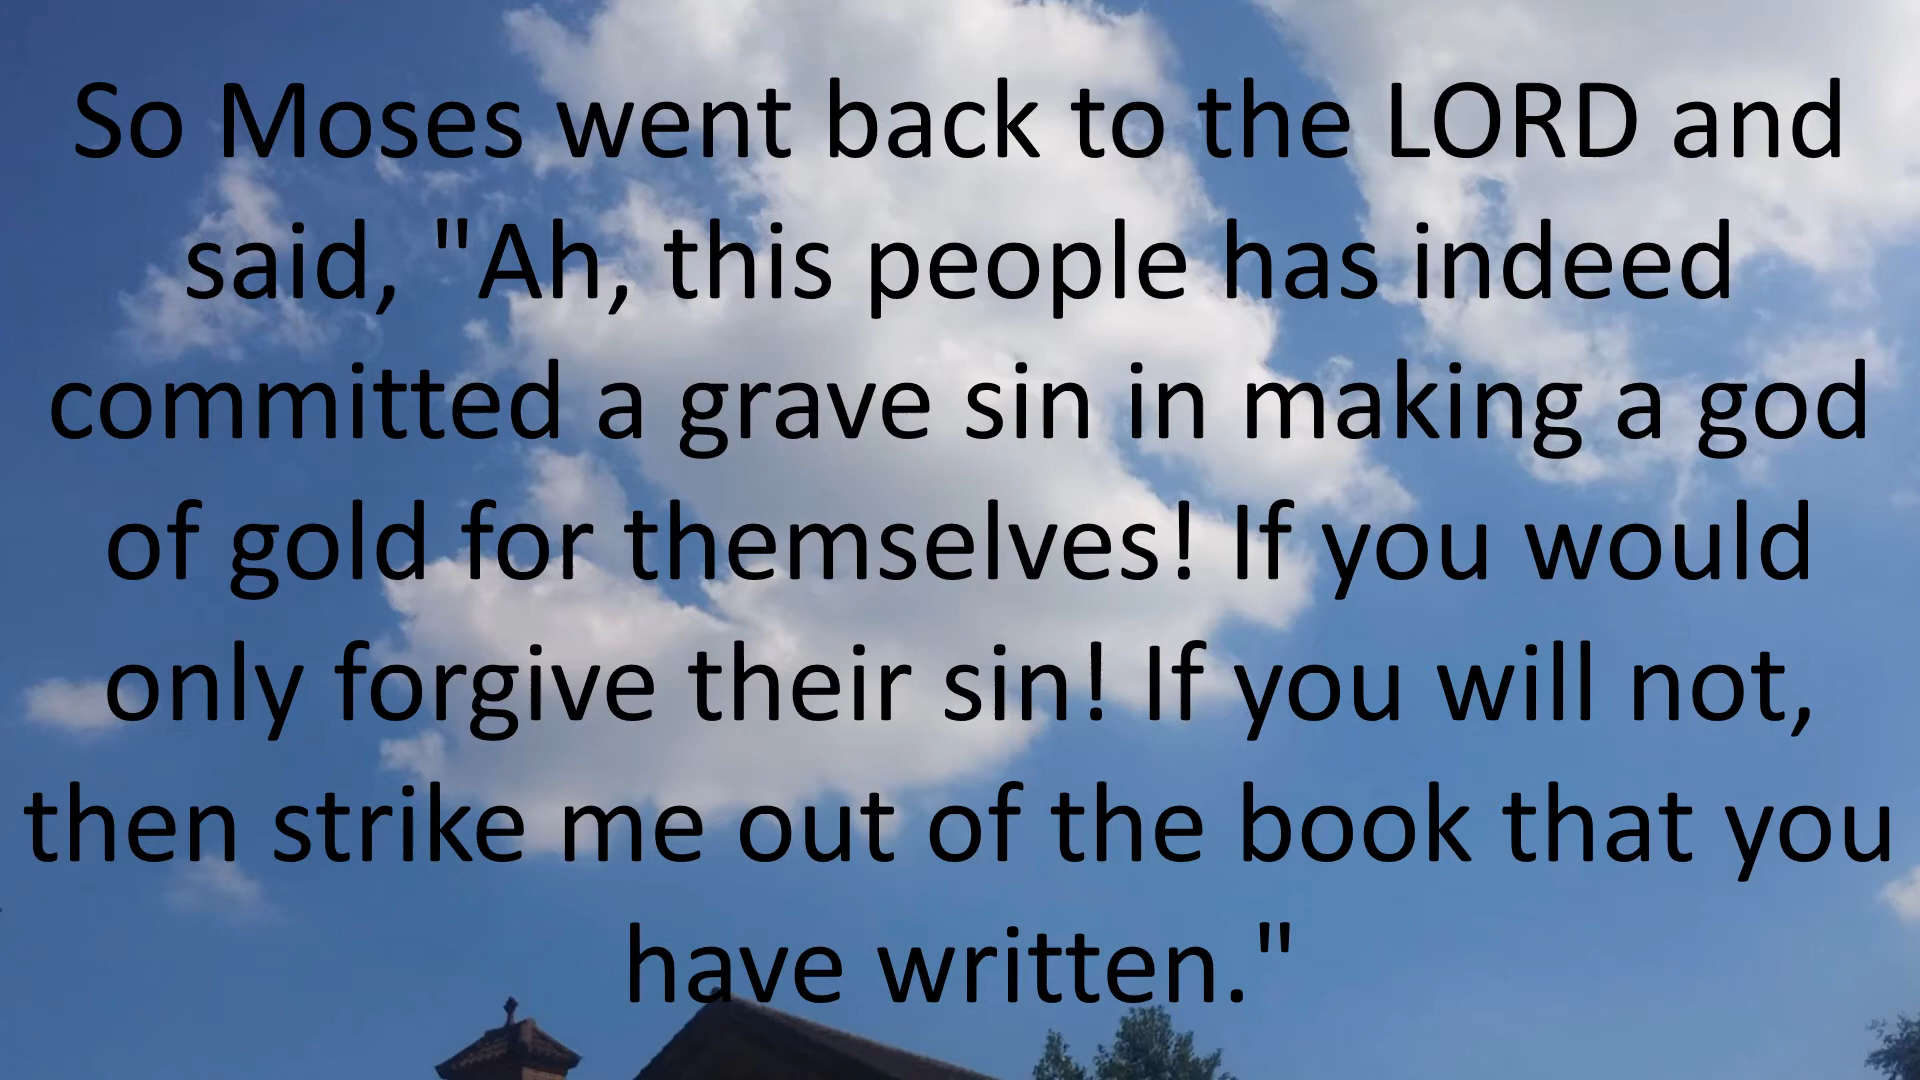 So Moses went back to the LORD and
said, "Ah, this people has indeed
committed a grave sin in making a god
of gold for themselves! If you would
only forgive their sin! If you will not,
then strike me out of the book that you
have written."